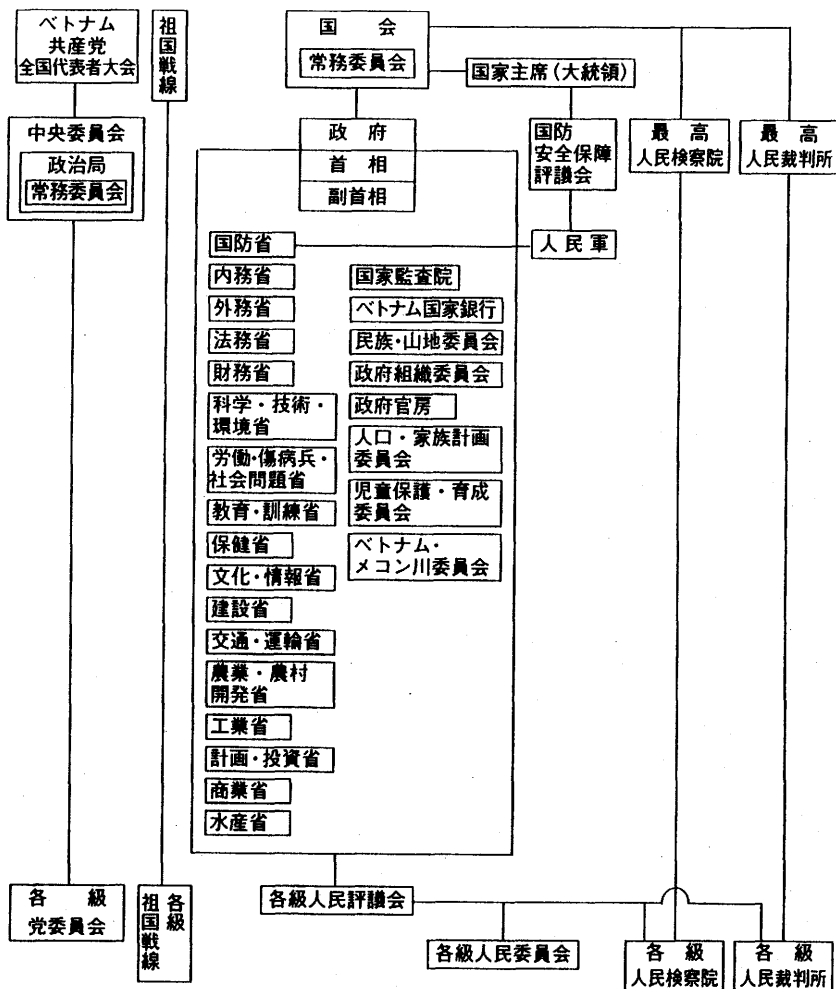 ベトナム
共産党
全国代表者大会
祖国戦線
国会
常務委員会
国家主席(大統領)
中央委員会
政治局
常務委員会
政府
首相
副首相
国防
安全保障
評議会
最高
人民検察院
最高
人民裁判所
人民軍
国防省
内務省
外務省
法務省
財務省
科学・技術・
環境省
労働・傷病兵・
社会問題省
教育・訓練省
保健省
文化・情報省
建設省
交通・運輸省
農業・農村
開発省
工業省
計画・投資省
商業省
水産省
国家監査院
ベトナム国家銀行
民族・山地委員会
政府組織委員会
政府官房
人口・家族計画
委員会
児童保護・育成
委員会
ベトナム・
メコン川委員会
各級
党委員会
各級
祖国戦線
各級人民評議会
各級人民委員会
各級
人民検察院
各級
人民裁判所